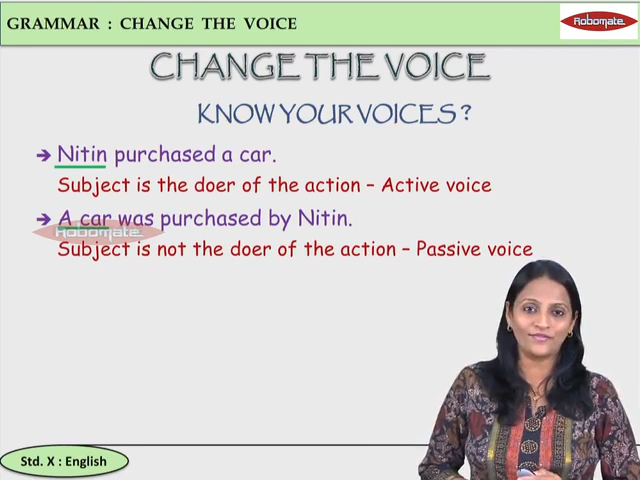 GRAMMAR : CHANGE THE VOICE
Robomate
CHANGE THE VOICE
KNOW YOUR VOICES ?
➔ Nitin purchased a car.
Subject is the doer of the action – Active voice
➔ A car was purchased by Nitin.
Robomate
Subject is not the doer of the action – Passive voice
Std. X : English